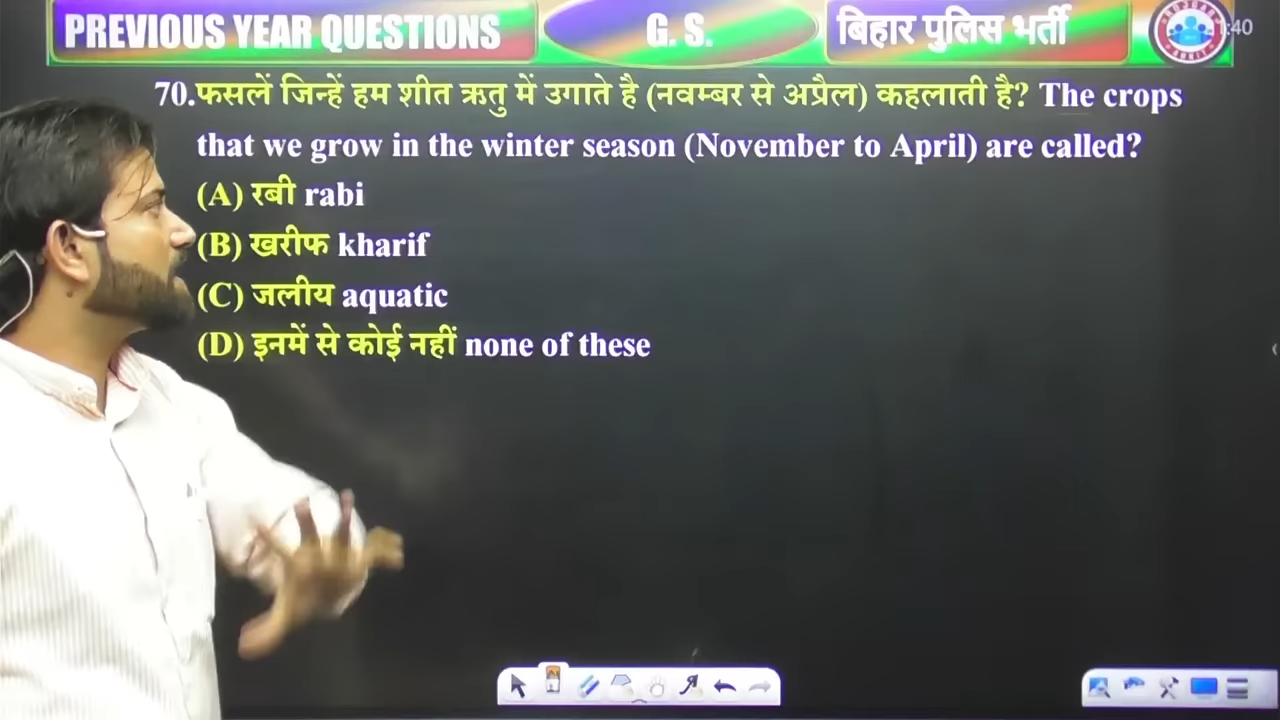 PREVIOUS YEAR QUESTIONS
G. S.
बिहार पुलिस भर्ती
1:40
70.फसलें जिन्हें हम शीत ऋतु में उगाते है (नवम्बर से अप्रैल) कहलाती है? The crops
that we grow in the winter season (November to April) are called?
(A) रबी rabi
(B) खरीफ kharif
(C) जलीय aquatic
(D) इनमें से कोई नहीं none of these